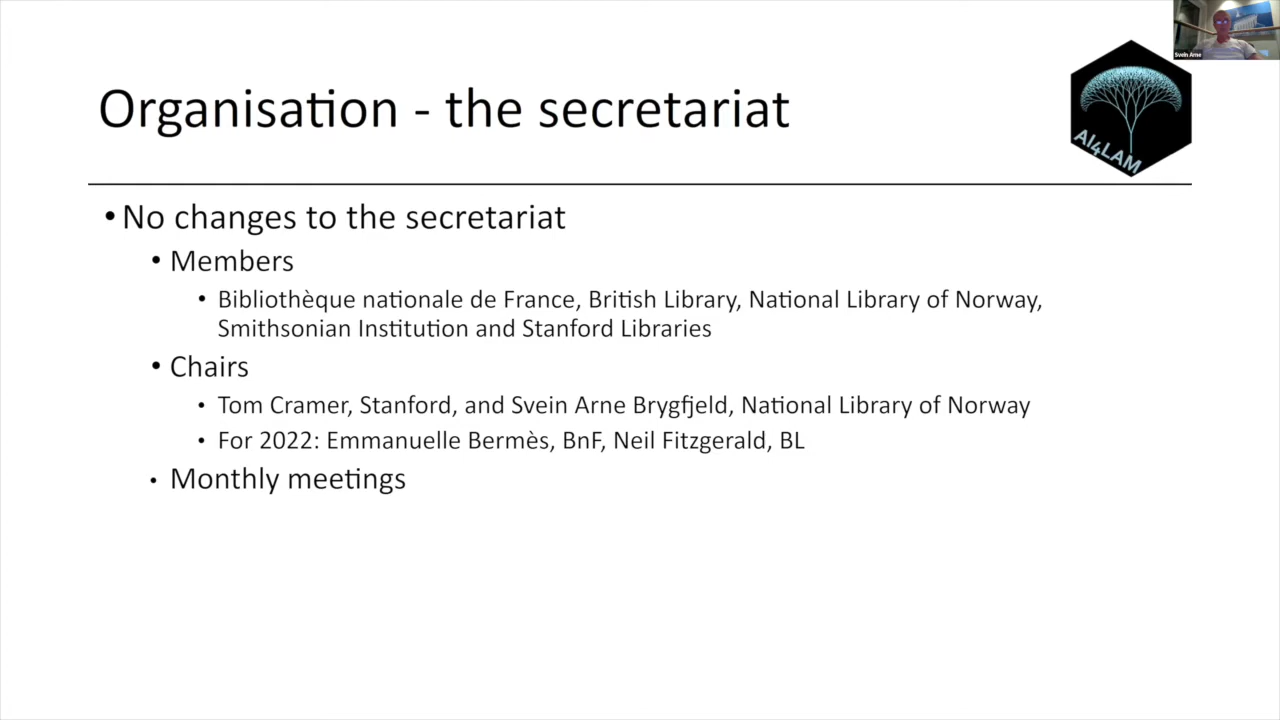 Svein Arne
Organisation - the secretariat
AI4LAM
• No changes to the secretariat
• Members
• Bibliothèque nationale de France, British Library, National Library of Norway,
Smithsonian Institution and Stanford Libraries
• Chairs
• Tom Cramer, Stanford, and Svein Arne Brygfjeld, National Library of Norway
• For 2022: Emmanuelle Bermès, BnF, Neil Fitzgerald, BL
• Monthly meetings